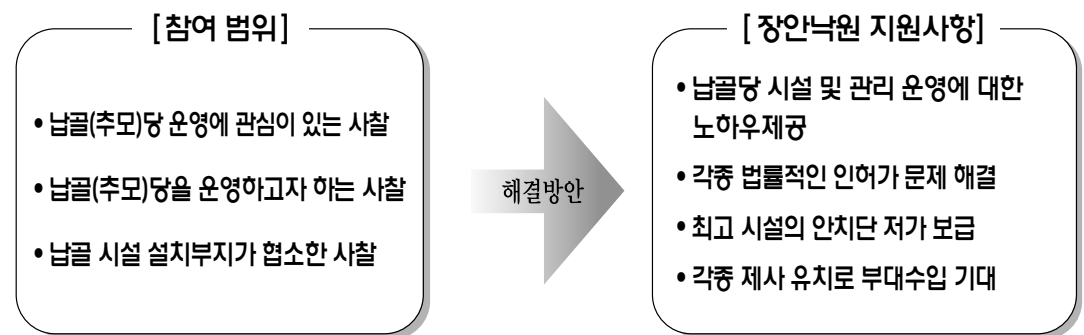 [참여 범위]
• 납골(추모)당 운영에 관심이 있는 사찰
• 납골(추모)당을 운영하고자 하는 사찰
• 납골 시설 설치부지가 협소한 사찰
해결방안
[ 장안낙원 지원사항]
• 납골당 시설 및 관리 운영에 대한
노하우제공
• 각종 법률적인 인허가 문제 해결
• 최고 시설의 안치단 저가 보급
• 각종 제사 유치로 부대수입 기대